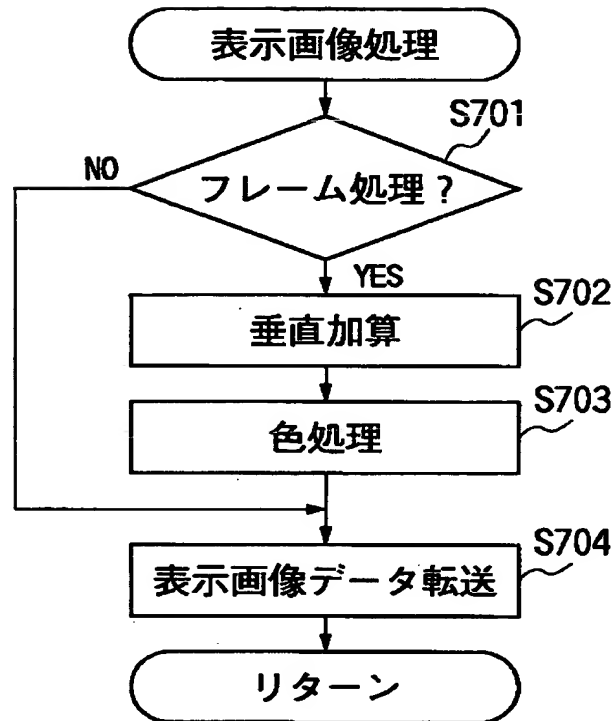 表示画像処理
S701
NO
フレーム処理?
YES
S702
垂直加算
S703
色処理
S704
表示画像データ転送
リターン